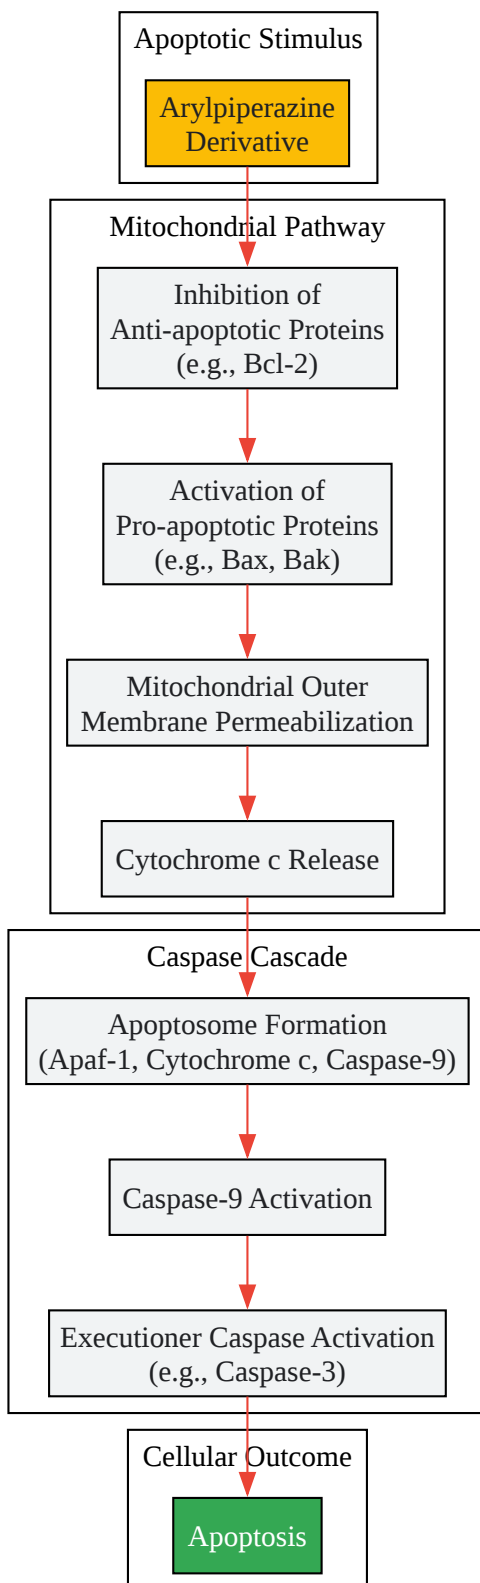 Apoptotic Stimulus
Arylpiperazine
Derivative
Mitochondrial Pathway
Inhibition of
Anti-apoptotic Proteins
(e.g., Bcl-2)
Activation of
Pro-apoptotic Proteins
(e.g., Bax, Bak)
Mitochondrial Outer
Membrane Permeabilization
Cytochrome c Release
Caspase Cascade
Apoptosome Formation
(Apaf-1, Cytochrome c, Caspase-9)
Caspase-9 Activation
Executioner Caspase Activation
(e.g., Caspase-3)
Cellular Outcome
Apoptosis